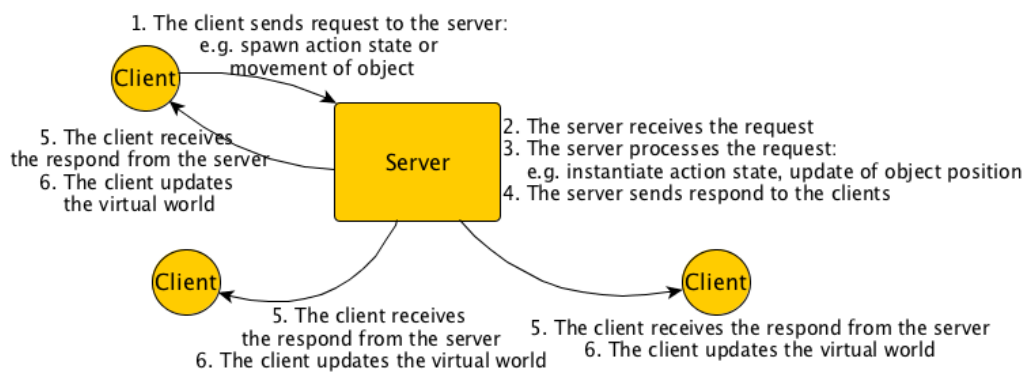 1. The client sends request to the server:
e.g. spawn action state or
movement of object
Client
5. The client receives
the respond from the server
6. The client updates
the virtual world
Server
2. The server receives the request
3. The server processes the request:
e.g. instantiate action state, update of object position
4. The server sends respond to the clients
Client
5. The client receives
the respond from the server
6. The client updates the virtual world
Client
5. The client receives the respond from the server
6. The client updates the virtual world